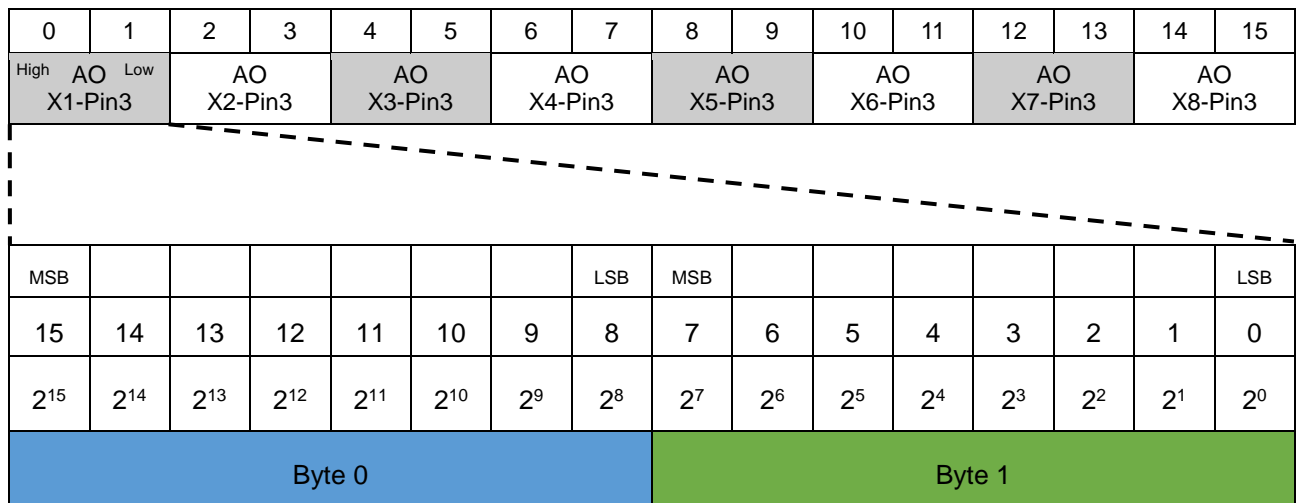 0 1 2 3 4 5 6 7 8 9 10 11 12 13 14 15
High AO Low AO AO AO AO AO AO AO
X1-Pin3 X2-Pin3 X3-Pin3 X4-Pin3 X5-Pin3 X6-Pin3 X7-Pin3 X8-Pin3
MSB LSB MSB LSB
15 14 13 12 11 10 9 8 7 6 5 4 3 2 1 0
2¹⁵ 2¹⁴ 2¹³ 2¹² 2¹¹ 2¹⁰ 2⁹ 2⁸ 2⁷ 2⁶ 2⁵ 2⁴ 2³ 2² 2¹ 2⁰
Byte 0 Byte 1